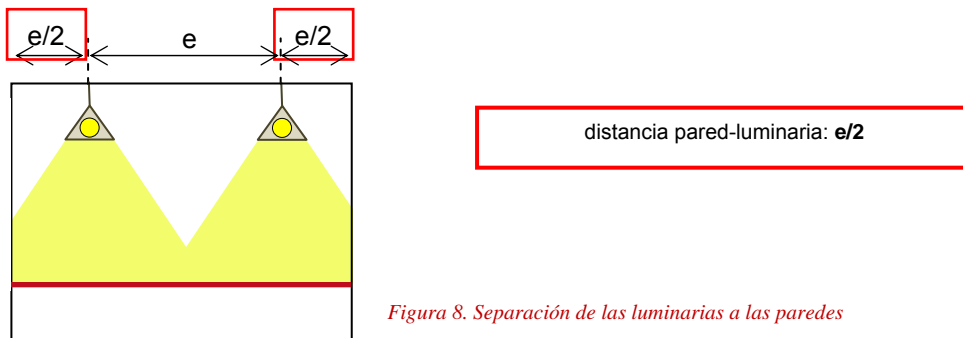 e/2 e e/2
distancia pared-luminaria: e/2
Figura 8. Separación de las luminarias a las paredes